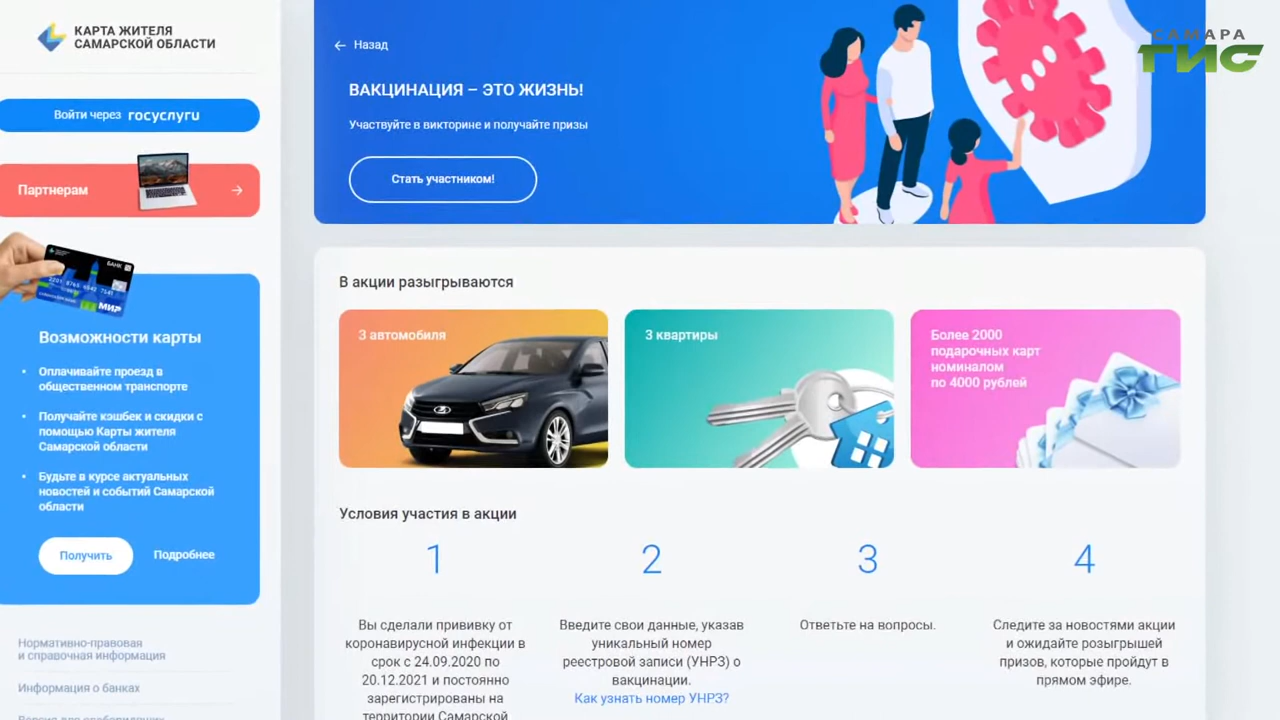 КАРТА ЖИТЕЛЯ
САМАРСКОЙ ОБЛАСТИ
Войти через госуслуги
Партнерам
БАНК
МИР
Возможности карты
• Оплачивайте проезд в
общественном транспорте
• Получайте кэшбек и скидки с
помощью Карты жителя
Самарской области
• Будьте в курсе актуальных
новостей и событий Самарской
области
Получить
Подробнее
Нормативно-правовая
и справочная информация
Информация о банках
Назад
ВАКЦИНАЦИЯ – ЭТО ЖИЗНЬ!
Участвуйте в викторине и получайте призы
Стать участником!
САМАРА
ГИС
В акции разыгрываются
3 автомобиля
3 квартиры
Более 2000
подарочных карт
номиналом
по 4000 рублей
Условия участия в акции
1
Вы сделали прививку от
коронавирусной инфекции в
срок с 24.09.2020 по
20.12.2021 и постоянно
зарегистрированы на
территории Самарской
2
Введите свои данные, указав
уникальный номер
реестровой записи (УНРЗ) о
вакцинации.
Как узнать номер УНРЗ?
3
Ответьте на вопросы.
4
Следите за новостями акции
и ожидайте розыгрышей
призов, которые пройдут в
прямом эфире.